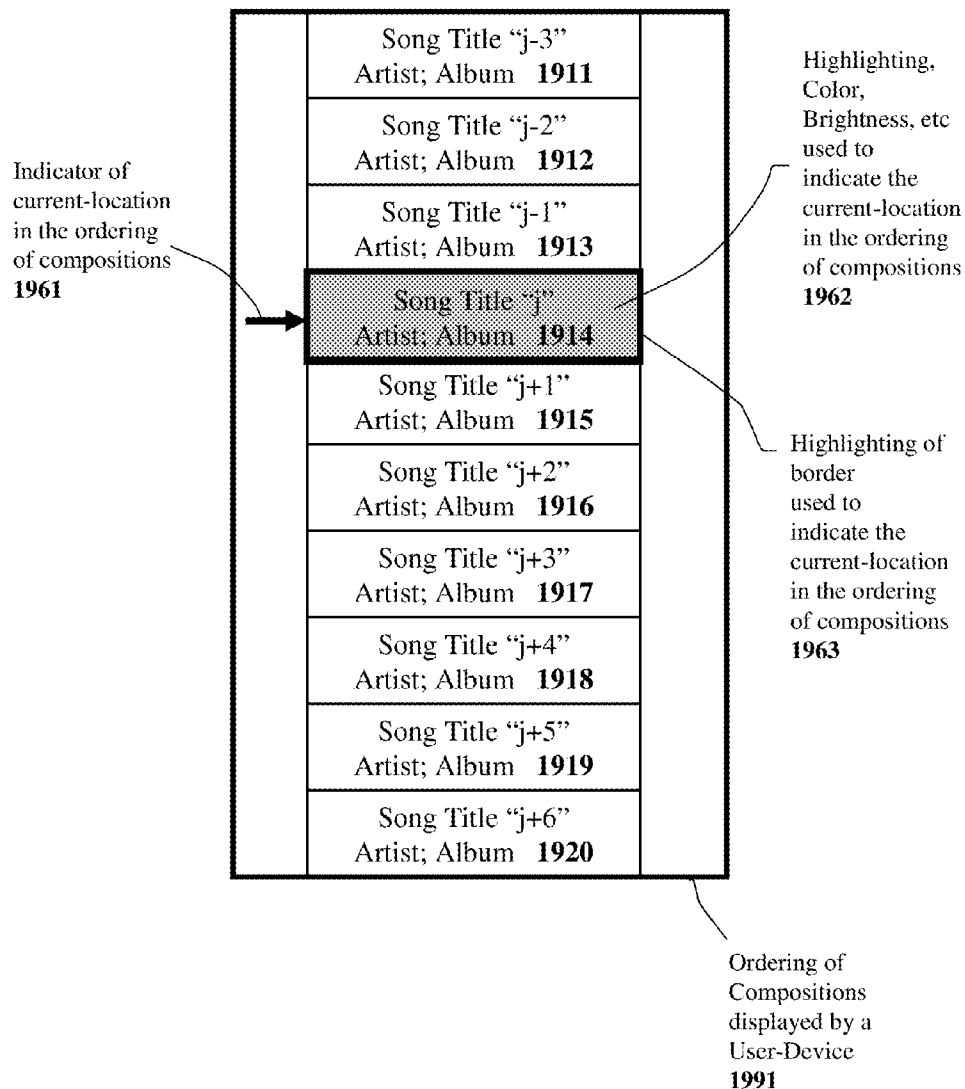 Song Title “j-3”
Artist; Album 1911
Song Title “j-2”
Artist; Album 1912
Song Title “j-1”
Artist; Album 1913
Song Title “j”
Artist; Album 1914
Song Title “j+1”
Artist; Album 1915
Song Title “j+2”
Artist; Album 1916
Song Title “j+3”
Artist; Album 1917
Song Title “j+4”
Artist; Album 1918
Song Title “j+5”
Artist; Album 1919
Song Title “j+6”
Artist; Album 1920
Indicator of
current-location
in the ordering
of compositions
1961
Highlighting,
Color,
Brightness, etc
used to
indicate the
current-location
in the ordering
of compositions
1962
Highlighting of
border
used to
indicate the
current-location
in the ordering
of compositions
1963
Ordering of
Compositions
displayed by a
User-Device
1991